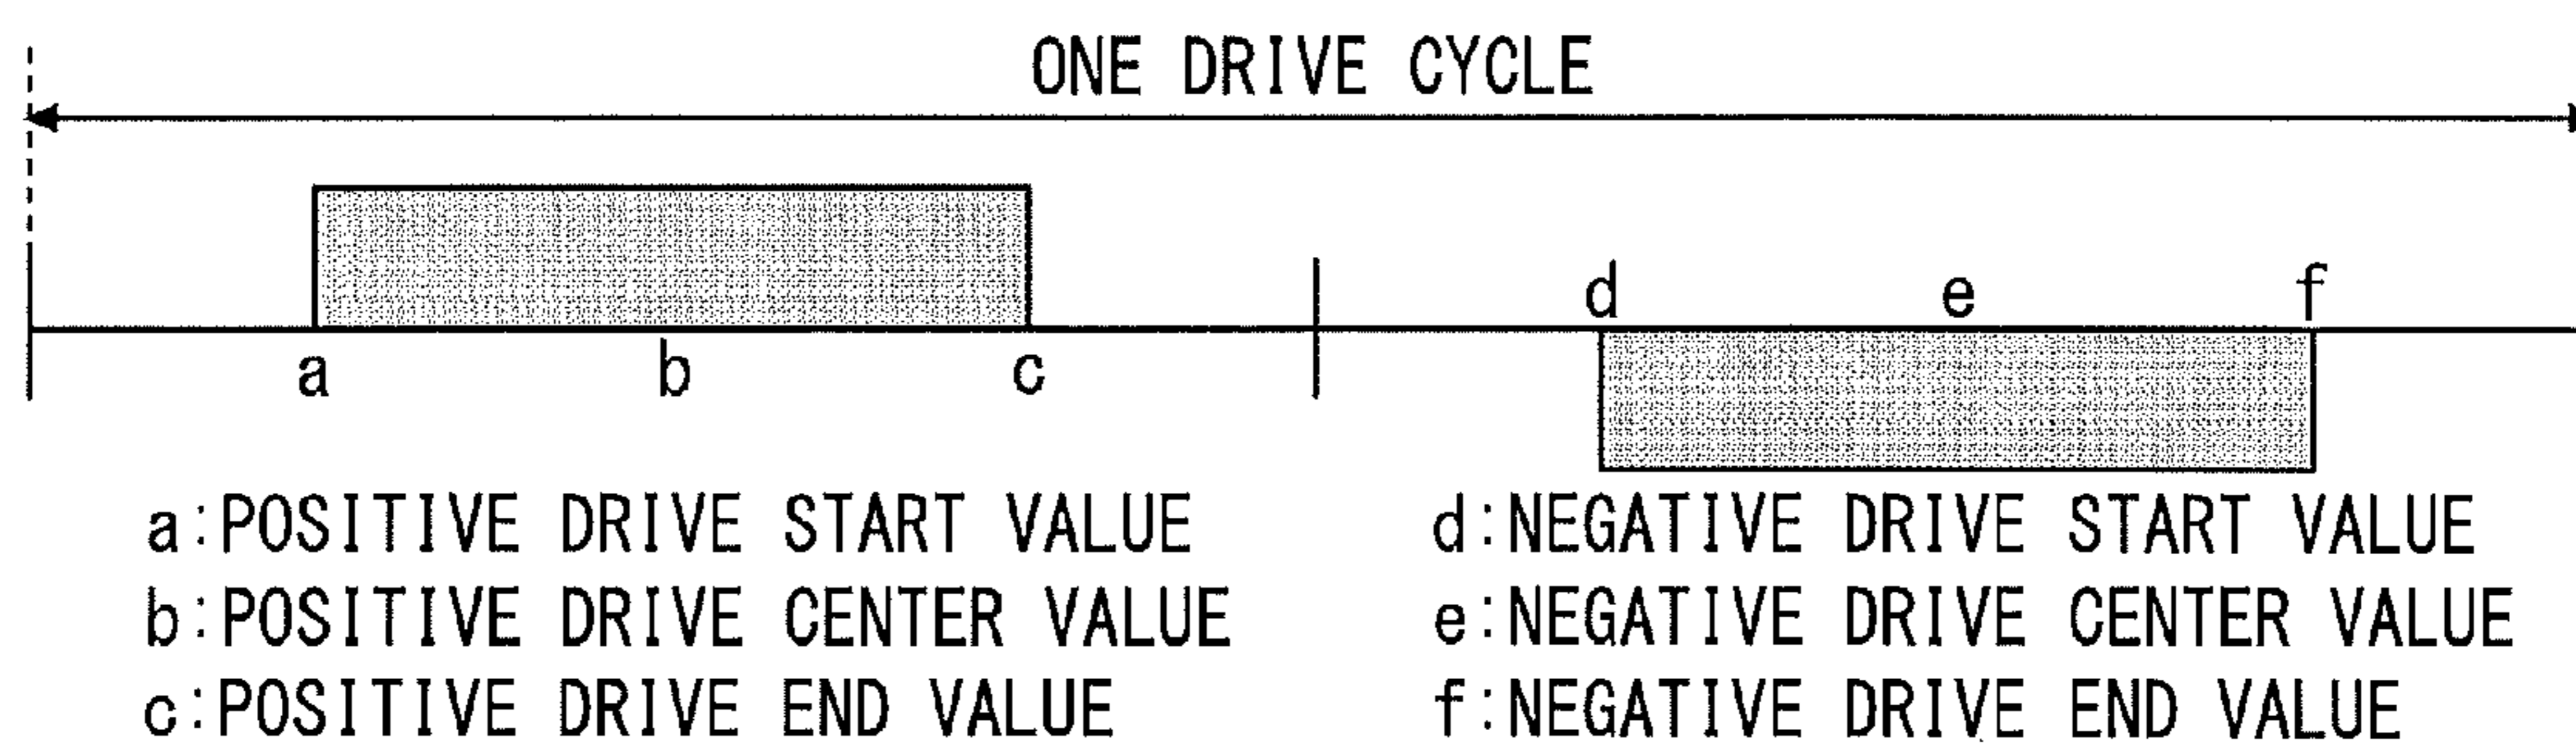 ONE DRIVE CYCLE
d e f
a b c
a:POSITIVE DRIVE START VALUE
b:POSITIVE DRIVE CENTER VALUE
c:POSITIVE DRIVE END VALUE
d:NEGATIVE DRIVE START VALUE
e:NEGATIVE DRIVE CENTER VALUE
f:NEGATIVE DRIVE END VALUE